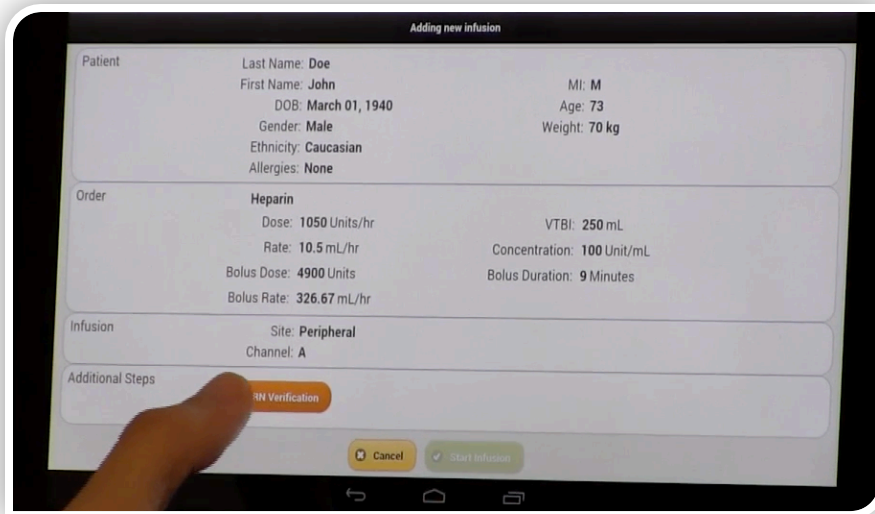 Adding new infusion
Patient
Last Name: Doe
First Name: John
MI: M
DOB: March 01, 1940
Age: 73
Gender: Male
Weight: 70 kg
Ethnicity: Caucasian
Allergies: None
Order
Heparin
Dose: 1050 Units/hr
VTBI: 250 mL
Rate: 10.5 mL/hr
Concentration: 100 Unit/mL
Bolus Dose: 4900 Units
Bolus Duration: 9 Minutes
Bolus Rate: 326.67 mL/hr
Infusion
Site: Peripheral
Channel: A
Additional Steps
RN Verification
Cancel
Start Infusion